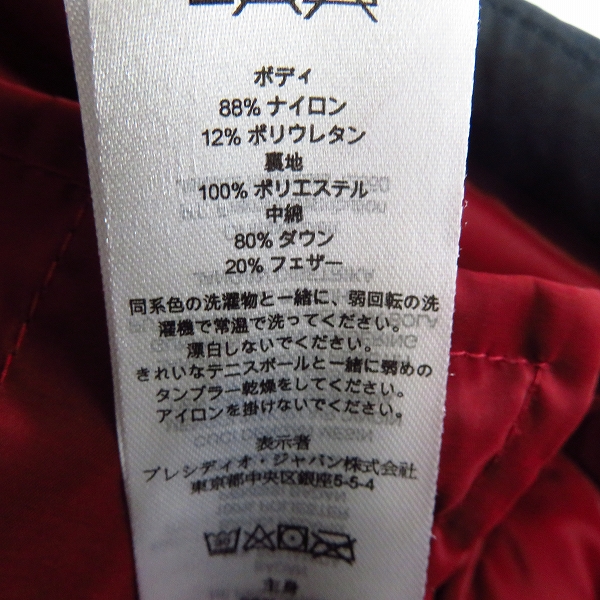 ボディ
88% ナイロン
12% ポリウレタン
裏地
100% ポリエステル
中綿
80% ダウン
20% フェザー
同系色の洗濯物と一緒に、弱回転の洗
濯機で常温で洗ってください。
漂白しないでください。
きれいなテニスボールと一緒に弱めの
タンブラー乾燥をしてください。
アイロンを掛けないでください。
表示者
プレシディオ・ジャパン株式会社
東京都中央区銀座5-5-4
主身